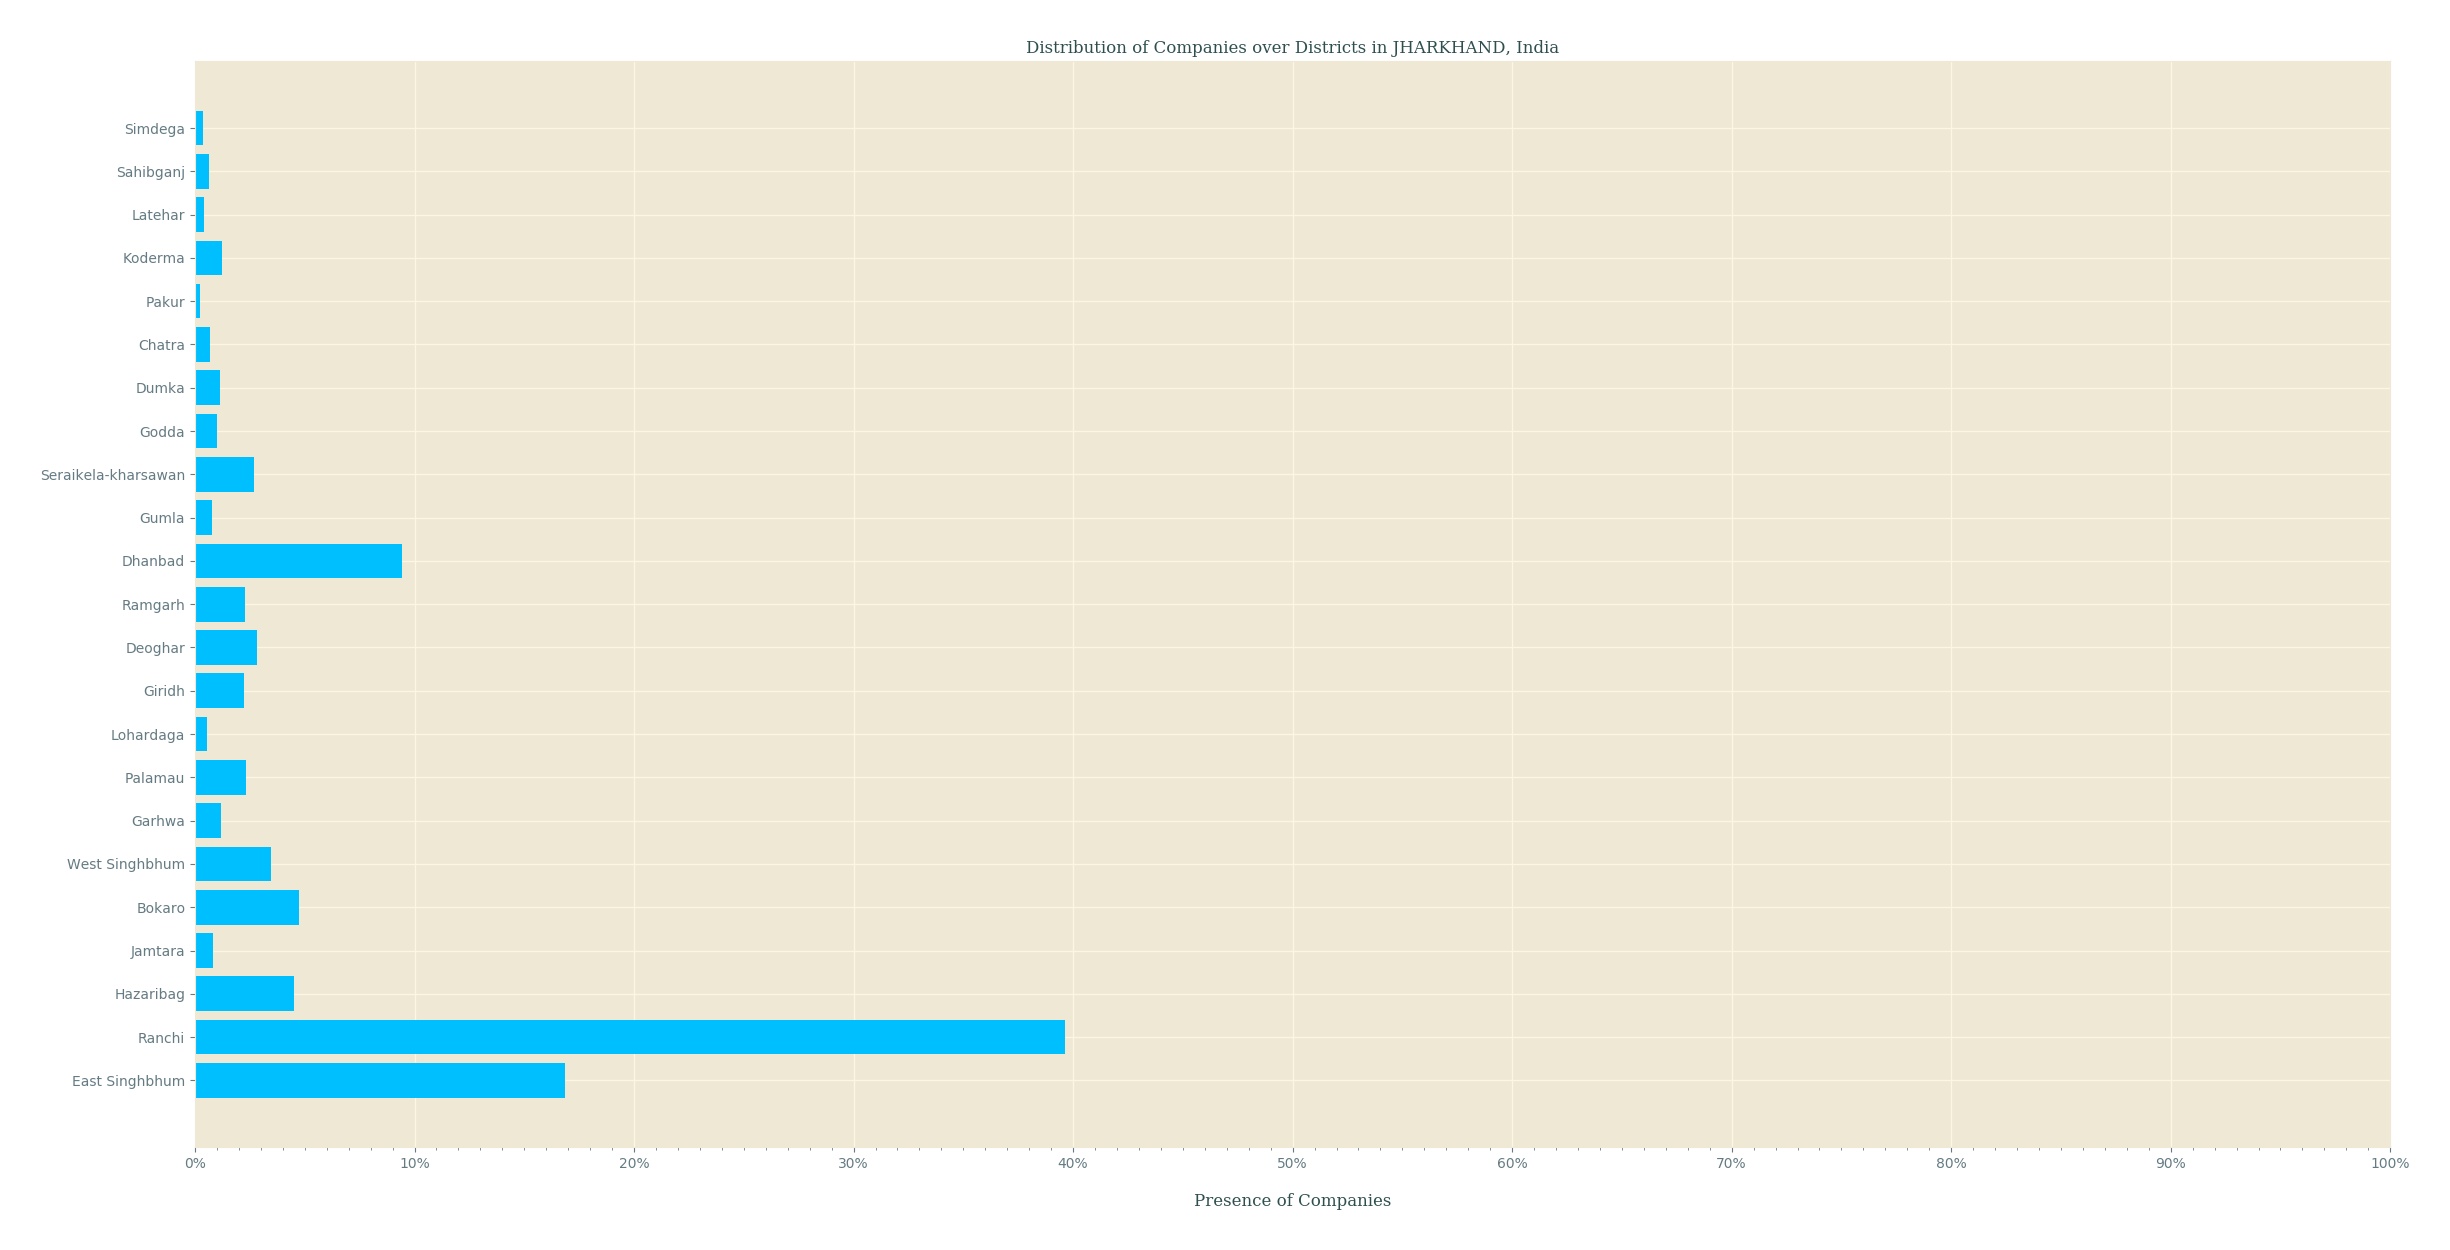 Distribution of Companies over Districts in JHARKHAND, India
Simdega
Sahibganj
Latehar
Koderma
Pakur
Chatra
Dumka
Godda
Seraikela-kharsawan
Gumla
Dhanbad
Ramgarh
Deoghar
Giridh
Lohardaga
Palamau
Garhwa
West Singhbhum
Bokaro
Jamtara
Hazaribag
Ranchi
East Singhbhum
0% 10% 20% 30% 40% 50% 60% 70% 80% 90% 100%
Presence of Companies